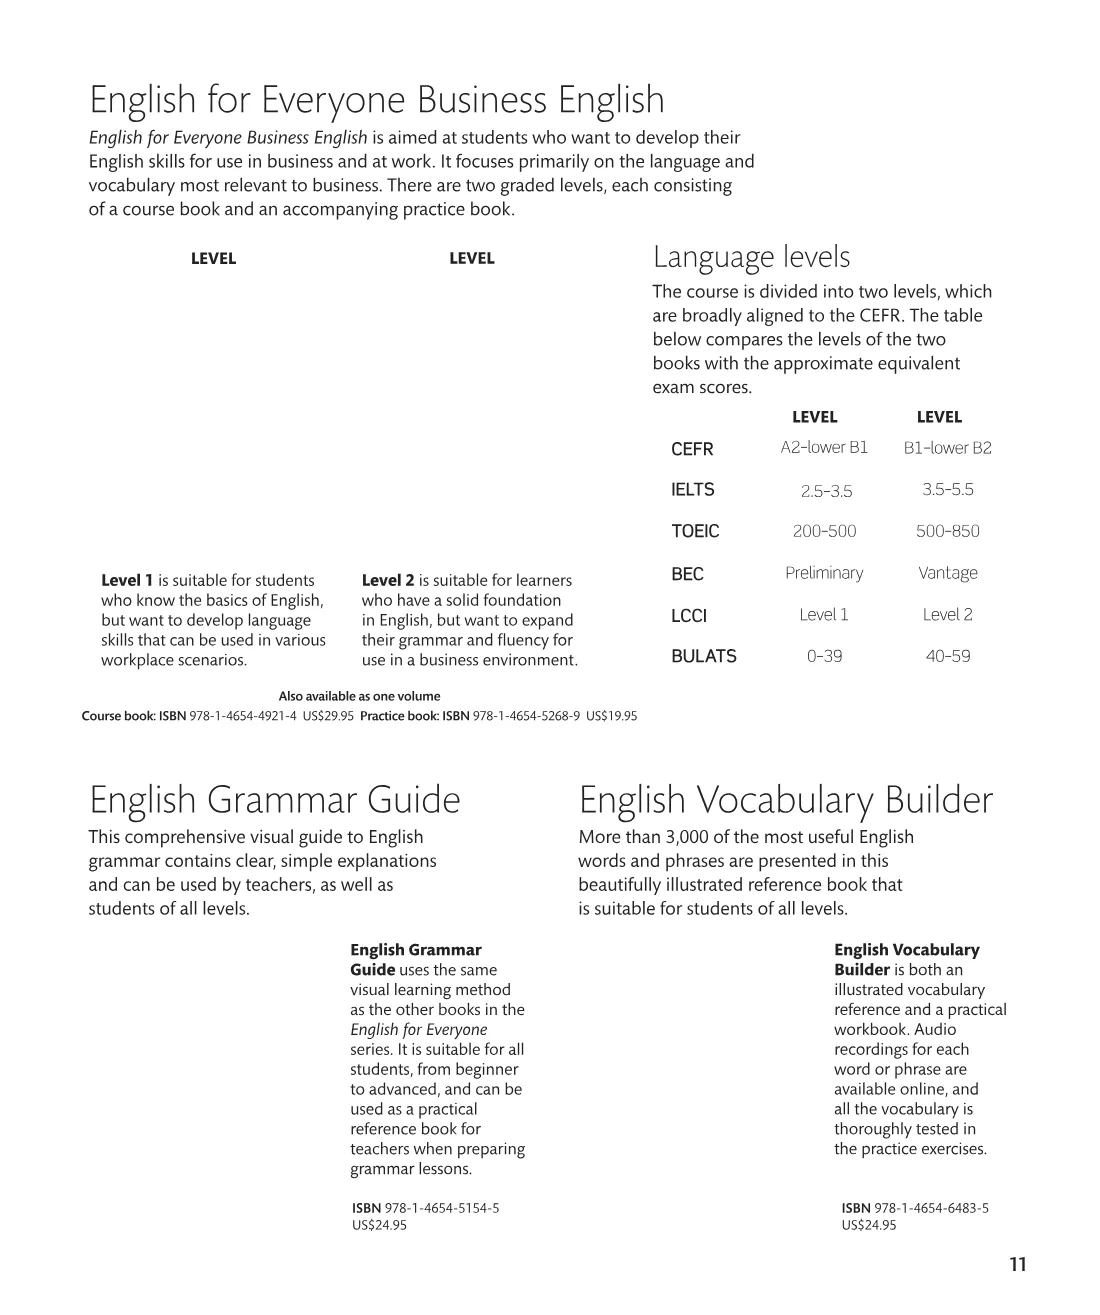 English for Everyone Business English
English for Everyone Business English is aimed at students who want to develop their
English skills for use in business and at work. It focuses primarily on the language and
vocabulary most relevant to business. There are two graded levels, each consisting
of a course book and an accompanying practice book.
LEVEL
LEVEL
Level 1 is suitable for students
who know the basics of English,
but want to develop language
skills that can be used in various
workplace scenarios.
Level 2 is suitable for learners
who have a solid foundation
in English, but want to expand
their grammar and fluency for
use in a business environment.
Also available as one volume
Course book: ISBN 978-1-4654-4921-4 US$29.95 Practice book: ISBN 978-1-4654-5268-9 US$19.95
Language levels
The course is divided into two levels, which
are broadly aligned to the CEFR. The table
below compares the levels of the two
books with the approximate equivalent
exam scores.
LEVEL LEVEL
CEFR A2–lower B1 B1–lower B2
IELTS 2.5–3.5 3.5–5.5
TOEIC 200–500 500–850
BEC Preliminary Vantage
LCCI Level 1 Level 2
BULATS 0–39 40–59
English Grammar Guide
This comprehensive visual guide to English
grammar contains clear, simple explanations
and can be used by teachers, as well as
students of all levels.
English Grammar
Guide uses the same
visual learning method
as the other books in the
English for Everyone
series. It is suitable for all
students, from beginner
to advanced, and can be
used as a practical
reference book for
teachers when preparing
grammar lessons.
ISBN 978-1-4654-5154-5
US$24.95
English Vocabulary Builder
More than 3,000 of the most useful English
words and phrases are presented in this
beautifully illustrated reference book that
is suitable for students of all levels.
English Vocabulary
Builder is both an
illustrated vocabulary
reference and a practical
workbook. Audio
recordings for each
word or phrase are
available online, and
all the vocabulary is
thoroughly tested in
the practice exercises.
ISBN 978-1-4654-6483-5
US$24.95
11